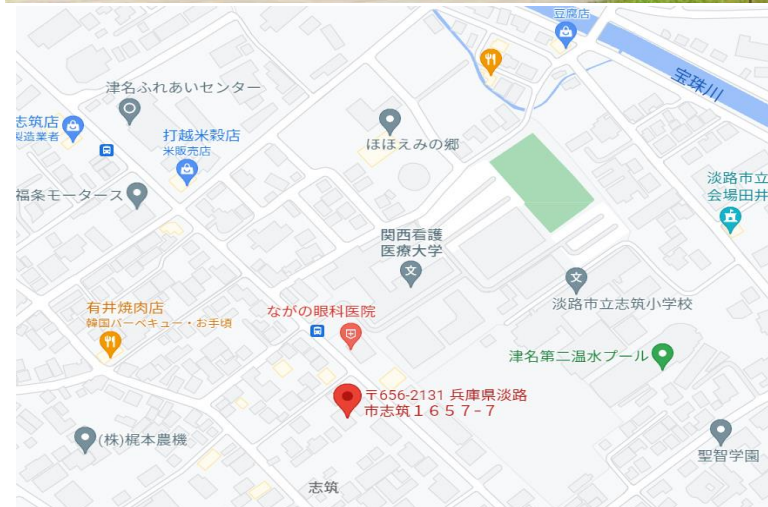 豆腐店
宝珠川
津名ふれあいセンター
志筑店
製造業者
打越米穀店
米販売店
ほほえみの郷
福条モータース
淡路市立
会場田井
関西看護
医療大学
淡路市立志筑小学校
有井焼肉店
韓国バーベキュー・お手頃
ながの眼科医院
津名第二温水プール
〒656-2131 兵庫県淡路
市志筑1657-7
(株)梶本農機
聖智学園
志筑